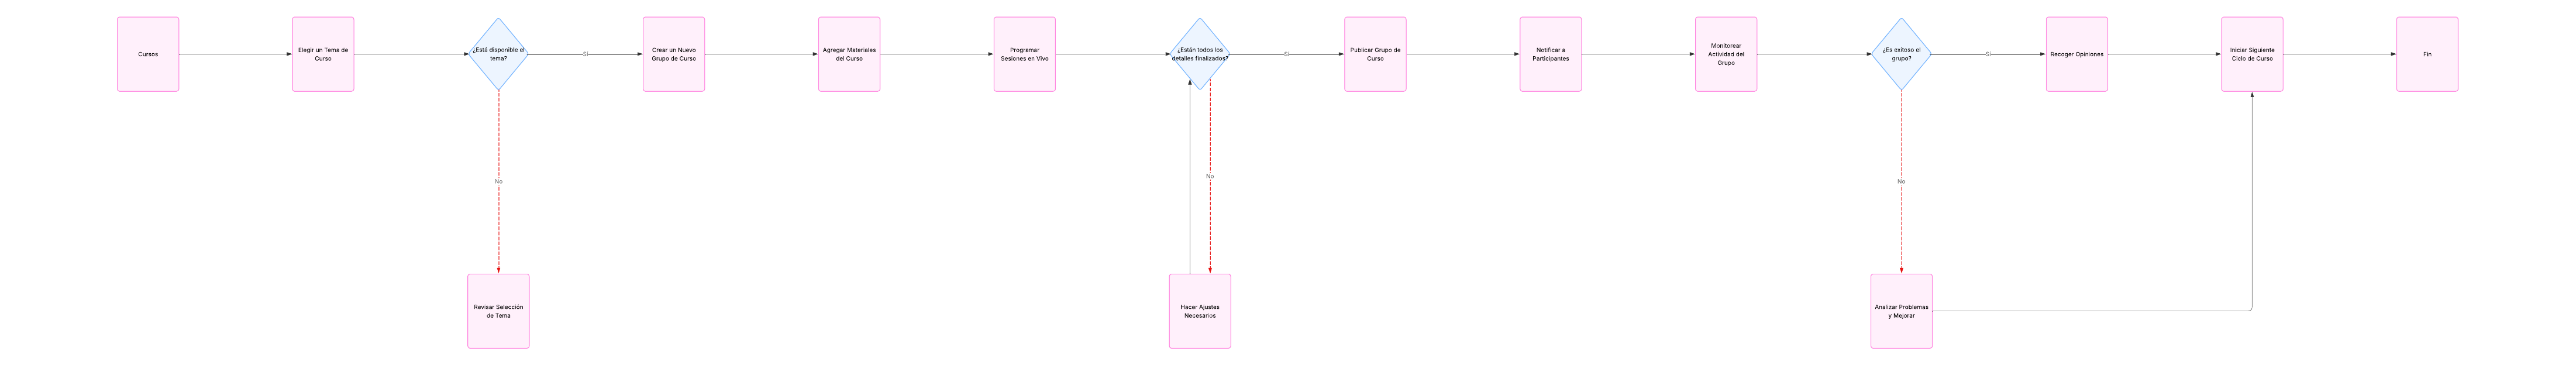 Cursos
Elegir un Tema de
Curso
¿Está disponible el
tema?
Sí
Crear un Nuevo
Grupo de Curso
Agregar Materiales
del Curso
Programar
Sesiones en Vivo
¿Están todos los
detalles finalizados?
Sí
Publicar Grupo de
Curso
Notificar a
Participantes
Monitorear
Actividad del
Grupo
¿Es exitoso el
grupo?
Sí
Recoger Opiniones
Iniciar Siguiente
Ciclo de Curso
Fin
No
No
No
Revisar Selección
de Tema
Hacer Ajustes
Necesarios
Analizar Problemas
y Mejorar